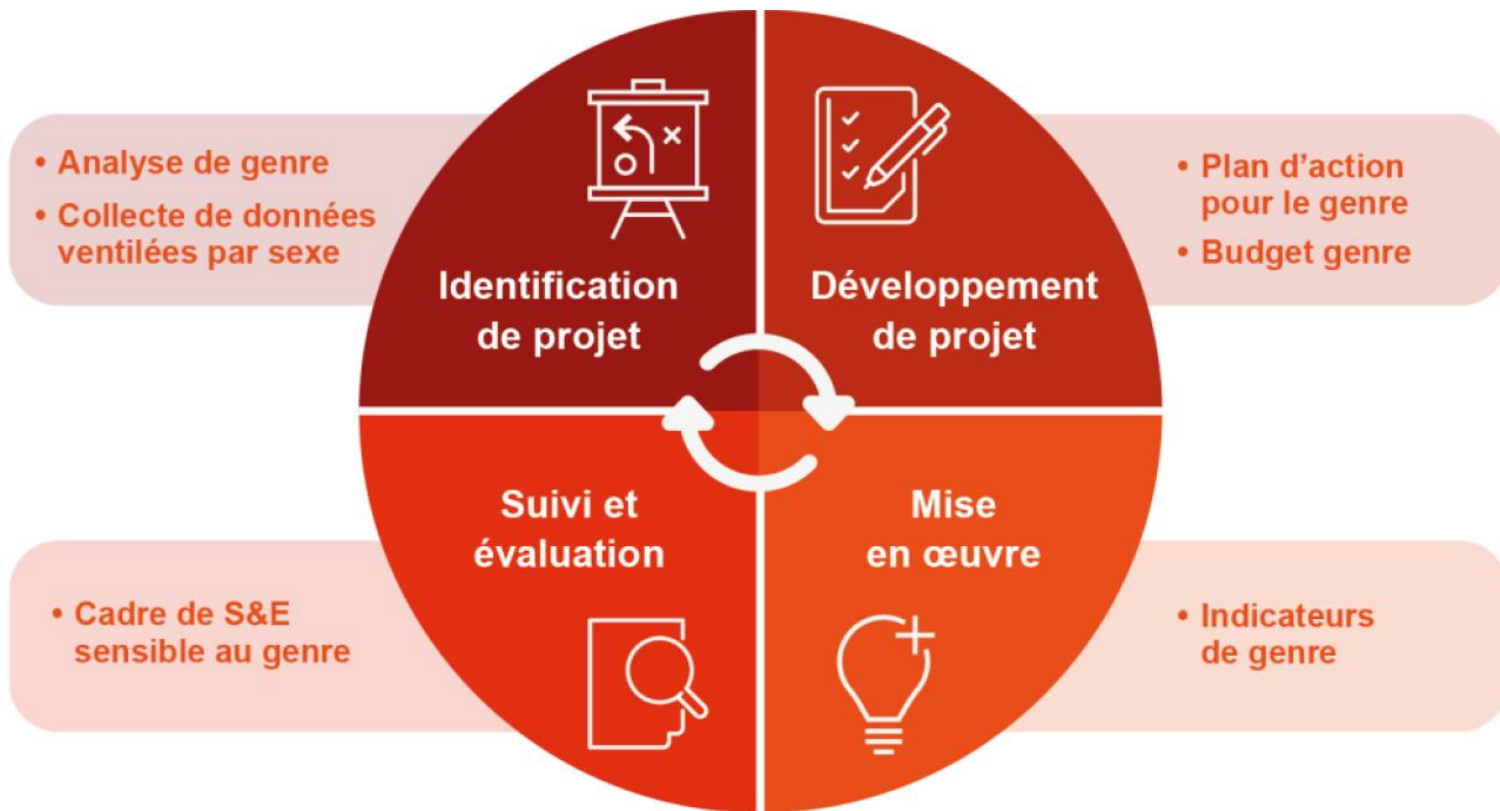 • Analyse de genre
• Collecte de données
ventilées par sexe
Identification
de projet
Développement
de projet
• Plan d’action
pour le genre
• Budget genre
Suivi et
évaluation
Mise
en œuvre
• Cadre de S&E
sensible au genre
• Indicateurs
de genre